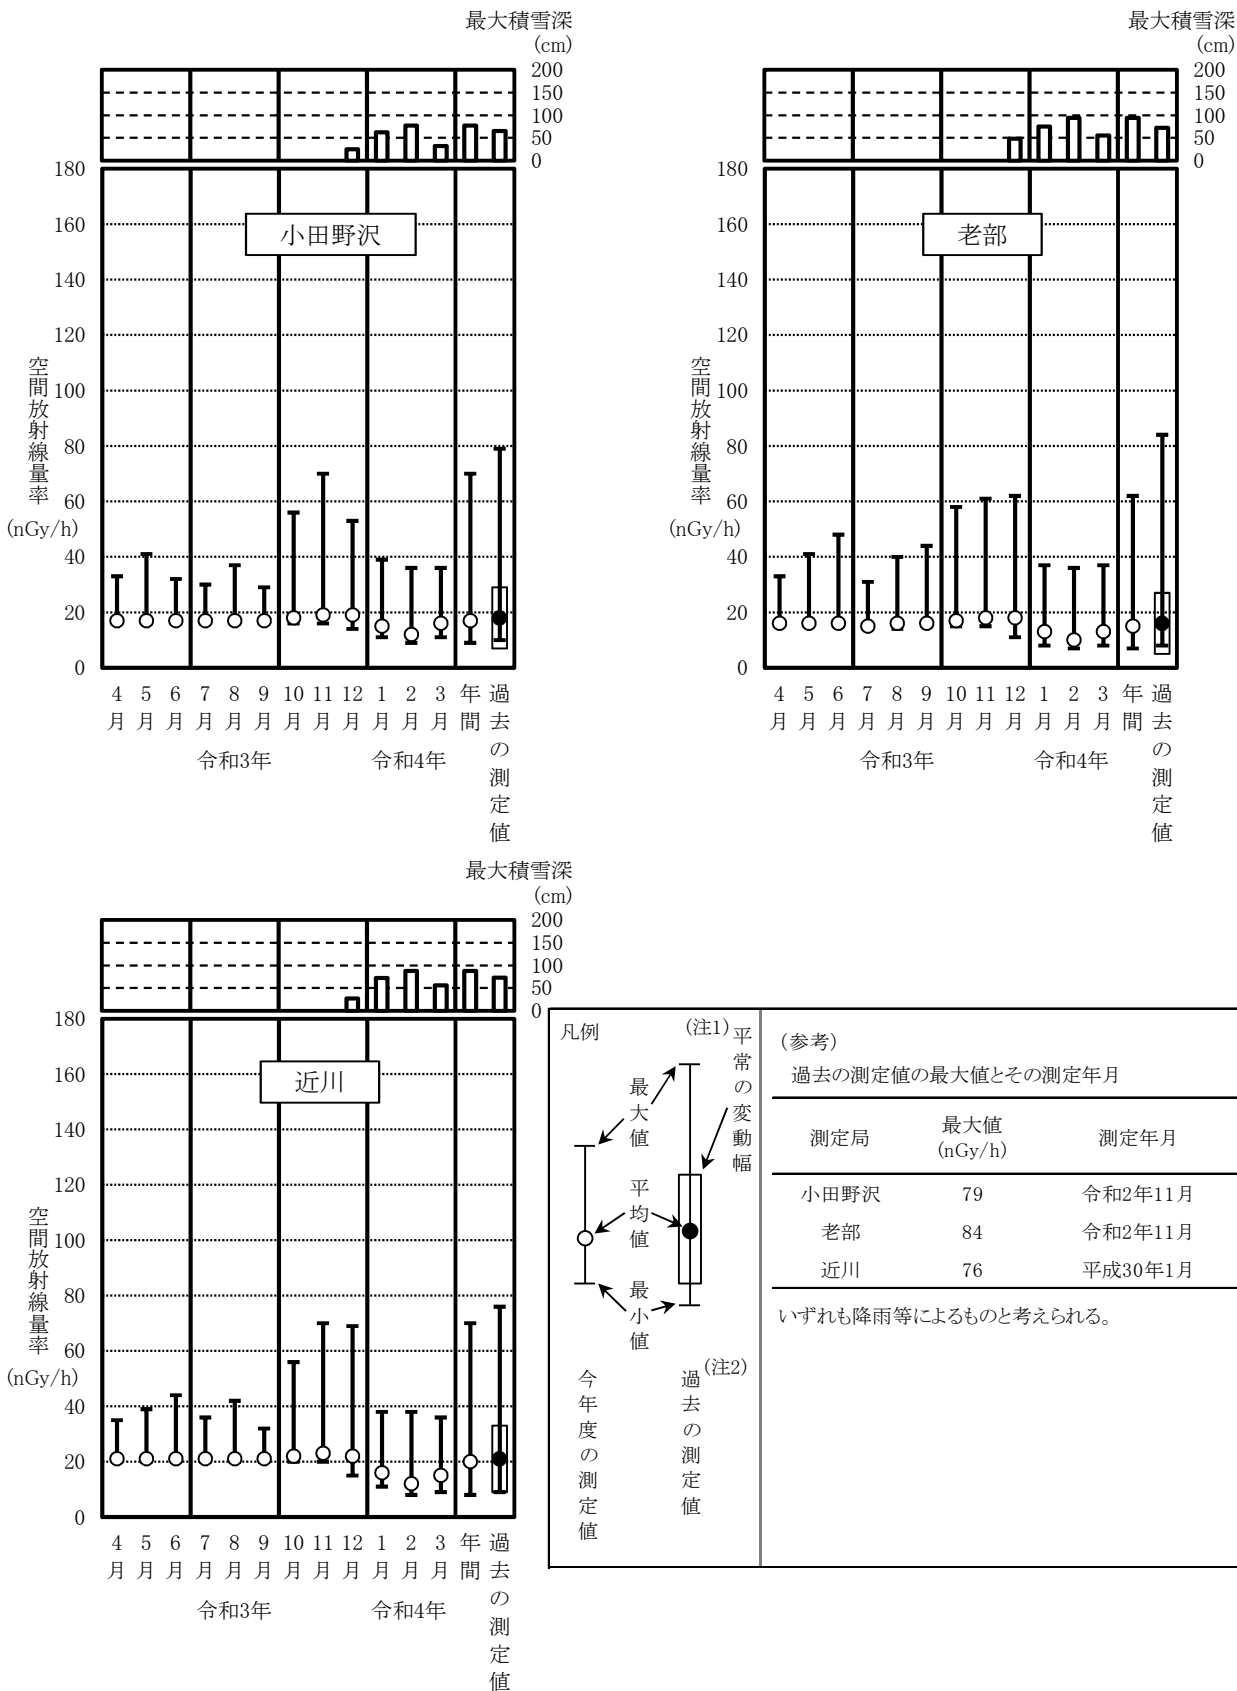 最大積雪深
(cm)
200
150
100
50
0
180
160
140
120
100
80
60
40
20
0
小田野沢
空間放射線量率
(nGy/h)
4月 5月 6月 7月 8月 9月 10月 11月 12月 1月 2月 3月 年間 過去の測定値
令和3年 令和4年
最大積雪深
(cm)
200
150
100
50
0
180
160
140
120
100
80
60
40
20
0
老部
空間放射線量率
(nGy/h)
4月 5月 6月 7月 8月 9月 10月 11月 12月 1月 2月 3月 年間 過去の測定値
令和3年 令和4年
最大積雪深
(cm)
200
150
100
50
0
180
160
140
120
100
80
60
40
20
0
近川
空間放射線量率
(nGy/h)
4月 5月 6月 7月 8月 9月 10月 11月 12月 1月 2月 3月 年間 過去の測定値
令和3年 令和4年
凡例
(注1)
平常の変動幅
最大値
平均値
最小値
今年度の測定値
過去の測定値
(注2)
(参考)
過去の測定値の最大値とその測定年月
測定局 最大値(nGy/h) 測定年月
小田野沢 79 令和2年11月
老部 84 令和2年11月
近川 76 平成30年1月
いずれも降雨等によるものと考えられる。